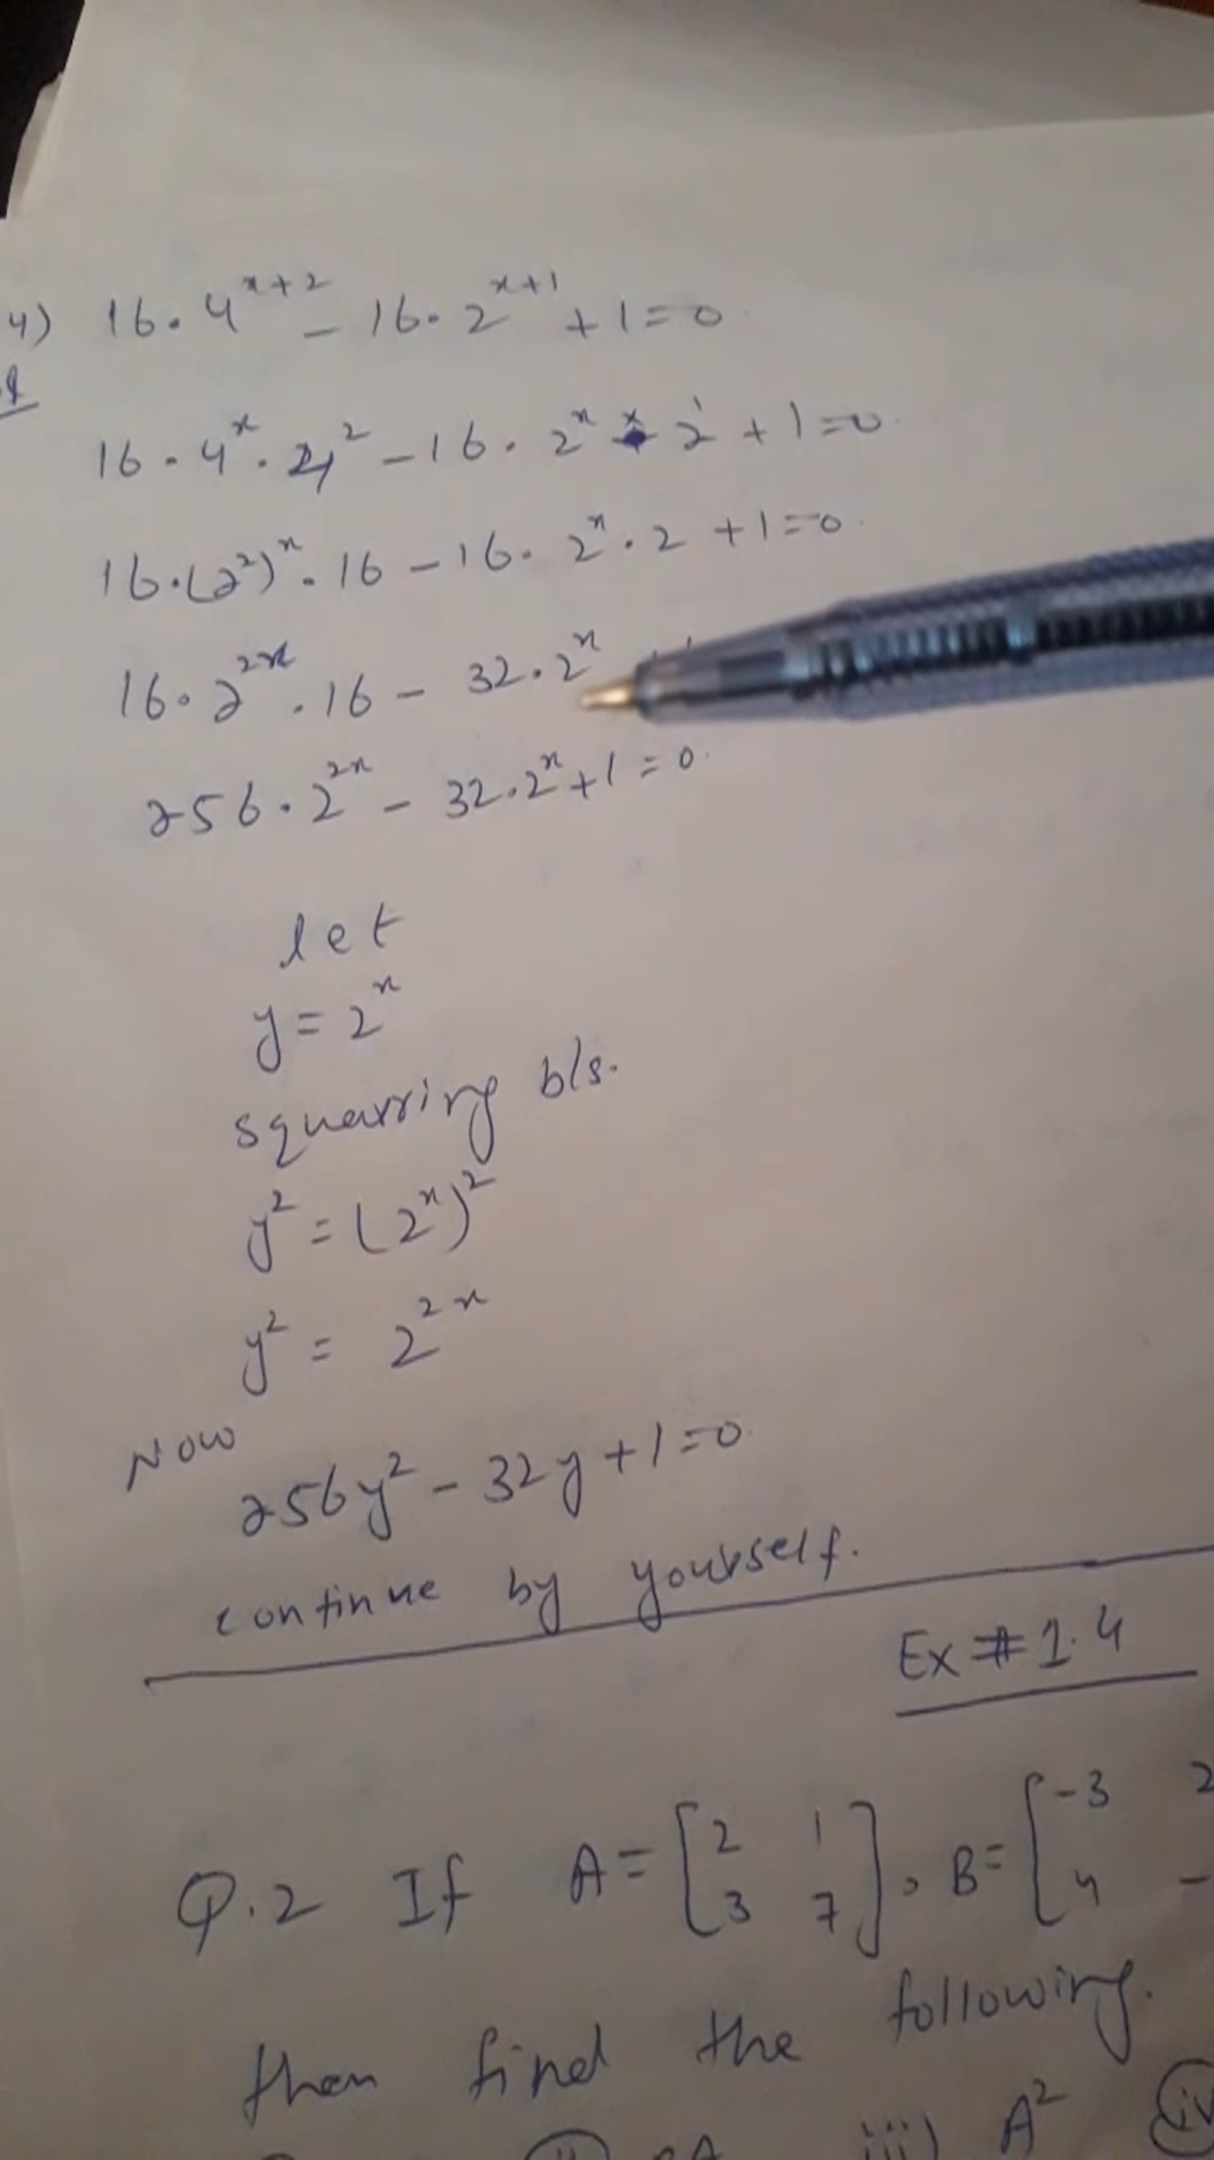 4) 16 · 4^(x+2) - 16 · 2^(x+1) + 1 = 0
16 · 4^x · 4^2 - 16 · 2^x × 2^1 + 1 = 0
16 · (2^2)^x · 16 - 16 · 2^x · 2 + 1 = 0
16 · 2^(2x) · 16 - 32 · 2^x
256 · 2^(2x) - 32 · 2^x + 1 = 0
let
y = 2^x
squarring b/s.
y^2 = (2^x)^2
y^2 = 2^(2x)
Now
256y^2 - 32y + 1 = 0
continue by yourself.
Ex # 1.4
Q.2 If A = [2 1 3 7], B = [-3 2 4 -
then find the following.
iii) A^2 iv